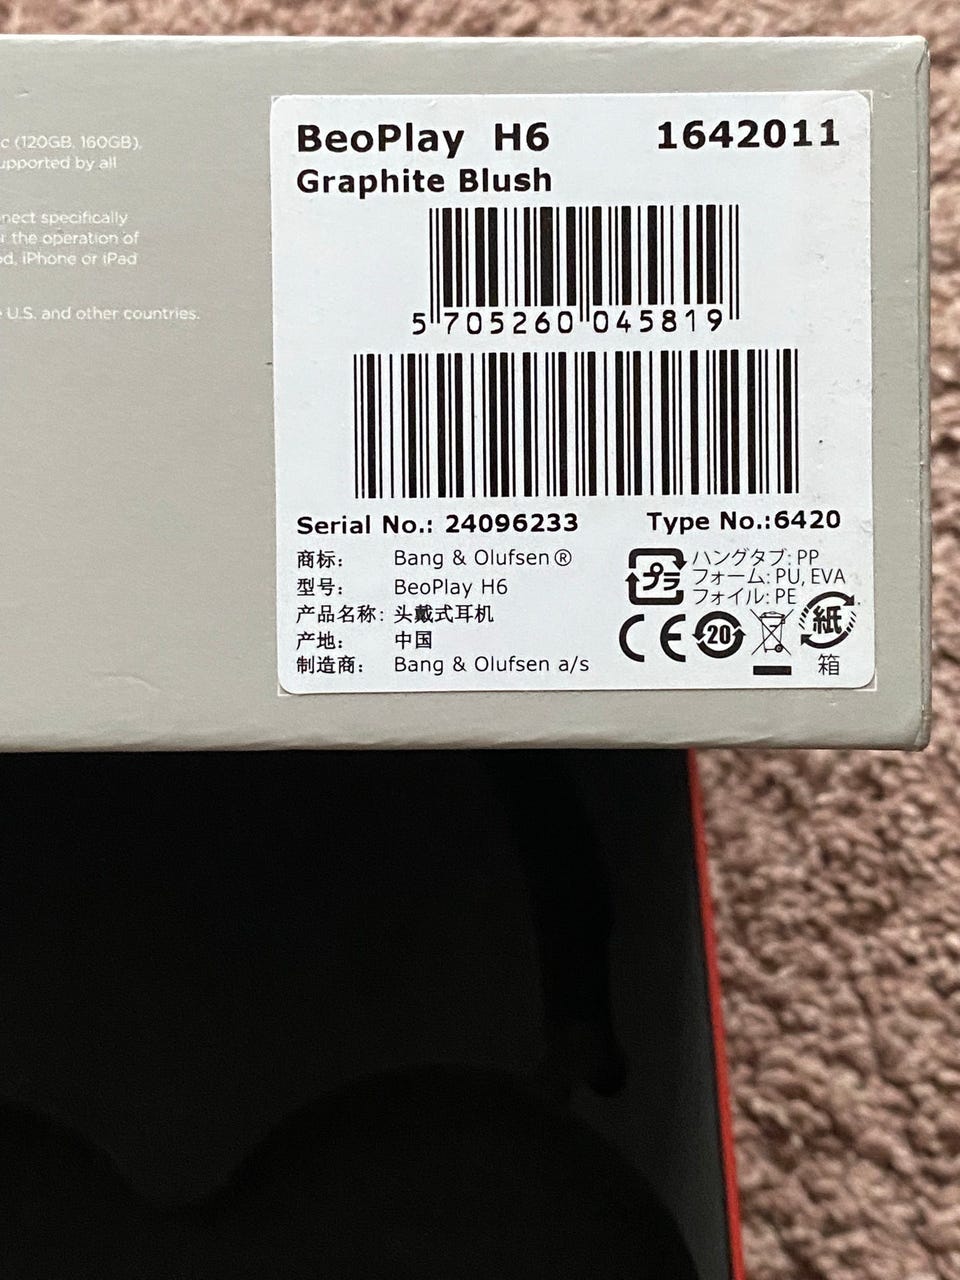 c (120GB, 160GB),
upported by all
nect specifically
r the operation of
od, iPhone or iPad
e U.S. and other countries.
BeoPlay H6 1642011
Graphite Blush
5 705260 045819
Serial No.: 24096233 Type No.:6420
商标: Bang & Olufsen®
型号: BeoPlay H6
产品名称: 头戴式耳机
产地: 中国
制造商: Bang & Olufsen a/s
プラ
ハングタブ: PP
フォーム: PU, EVA
フォイル: PE
CE 20 紙
箱